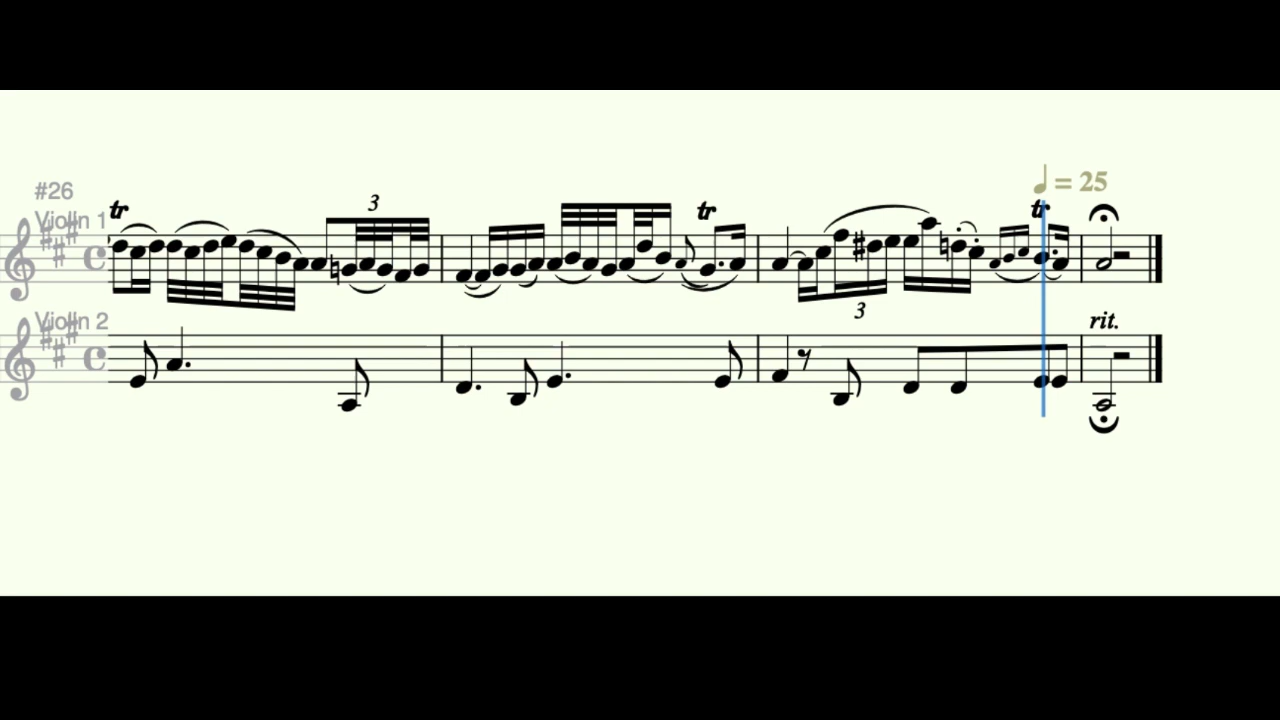 #26
tr
Violin 1
3
tr
3
♩ = 25
tr
Violin 2
rit.